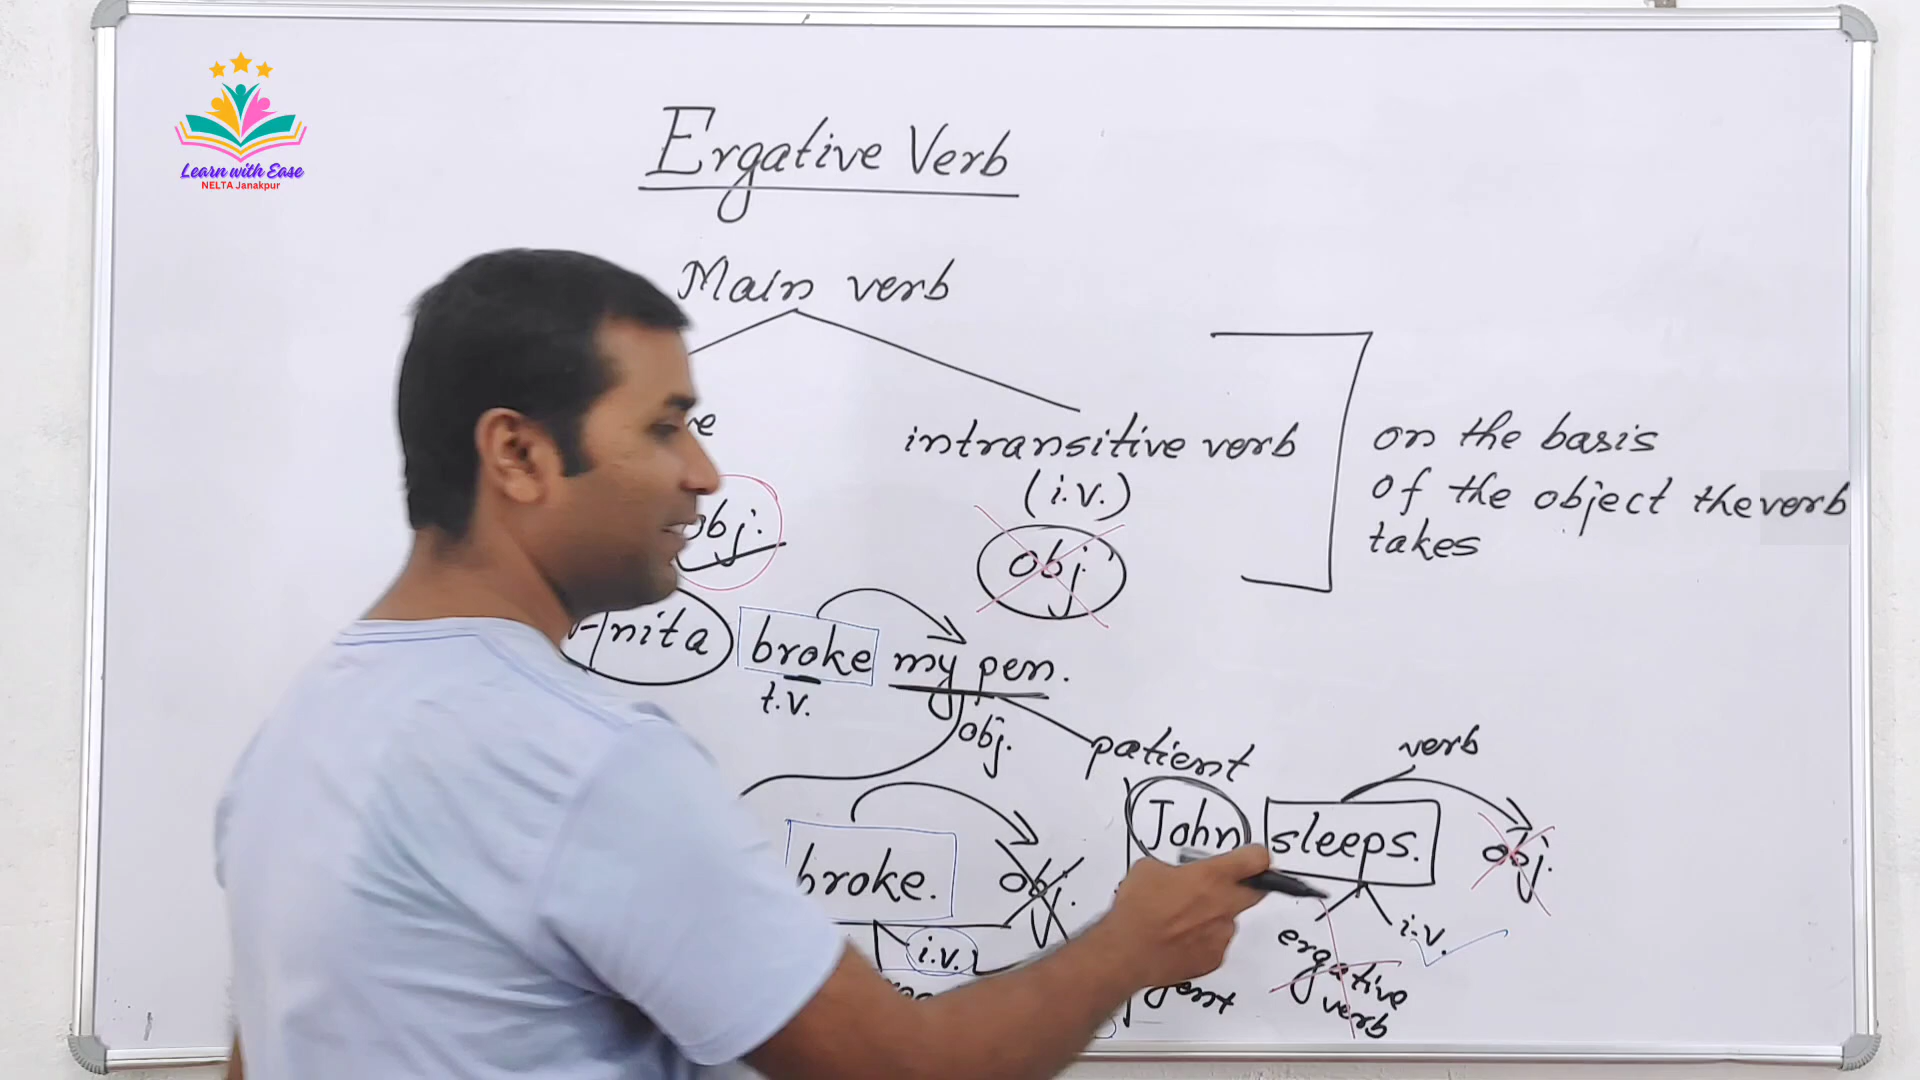 Learn with Ease
NELTA Janakpur
Ergative Verb
Main verb
intransitive verb
(i.v.)
obj.
obj
on the basis
of the object the verb
takes
broke my pen.
t.v.
obj.
patient
verb
John sleeps. obj.
broke. obj.
i.v.
i.v.
ergative
verb